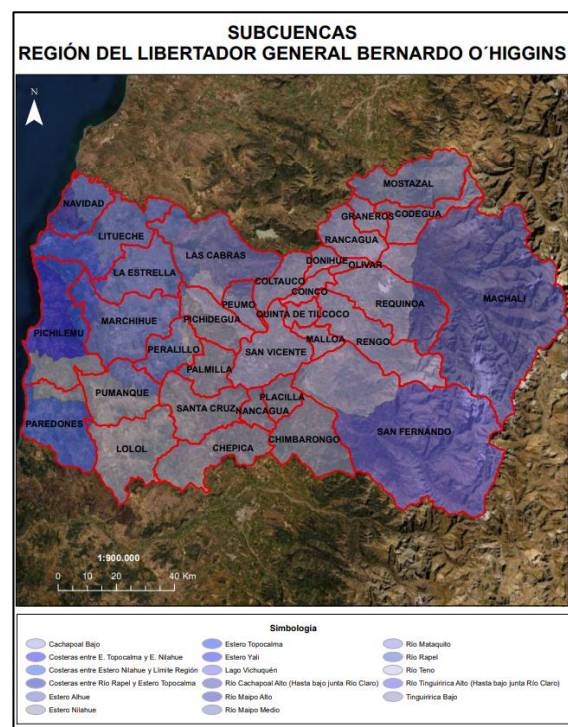 SUBCUENCAS
REGIÓN DEL LIBERTADOR GENERAL BERNARDO O´HIGGINS
N
MOSTAZAL
NAVIDAD
GRANEROS
CODEGUA
LITUECHE
RANCAGUA
LAS CABRAS
DONIHUE
OLIVAR
LA ESTRELLA
COLTAUCO
COINCO
MACHALI
PEUMO
REQUINOA
PICHILEMU
MARCHIHUE
PICHIDEGUA
QUINTA DE TILCOCO
MALLOA
RENGO
PERALILLO
SAN VICENTE
PALMILLA
PUMANQUE
PLACILLA
SANTA CRUZ
NANCAGUA
PAREDONES
SAN FERNANDO
CHIMBARONGO
LOLOL
CHEPICA
1:900.000
0 5 10 20 30 40 Km
Simbología
Cachapoal Bajo
Costeras entre E. Topocalma y E. Nilahue
Costeras entre Estero Nilahue y Límite Región
Costeras entre Río Rapel y Estero Topocalma
Estero Alhue
Estero Nilahue
Estero Topocalma
Estero Yali
Lago Vichuquén
Río Cachapoal Alto (Hasta bajo junta Río Claro)
Río Maipo Alto
Río Maipo Medio
Río Mataquito
Río Rapel
Río Teno
Río Tinguiririca Alto (Hasta bajo junta Río Claro)
Tinguiririca Bajo